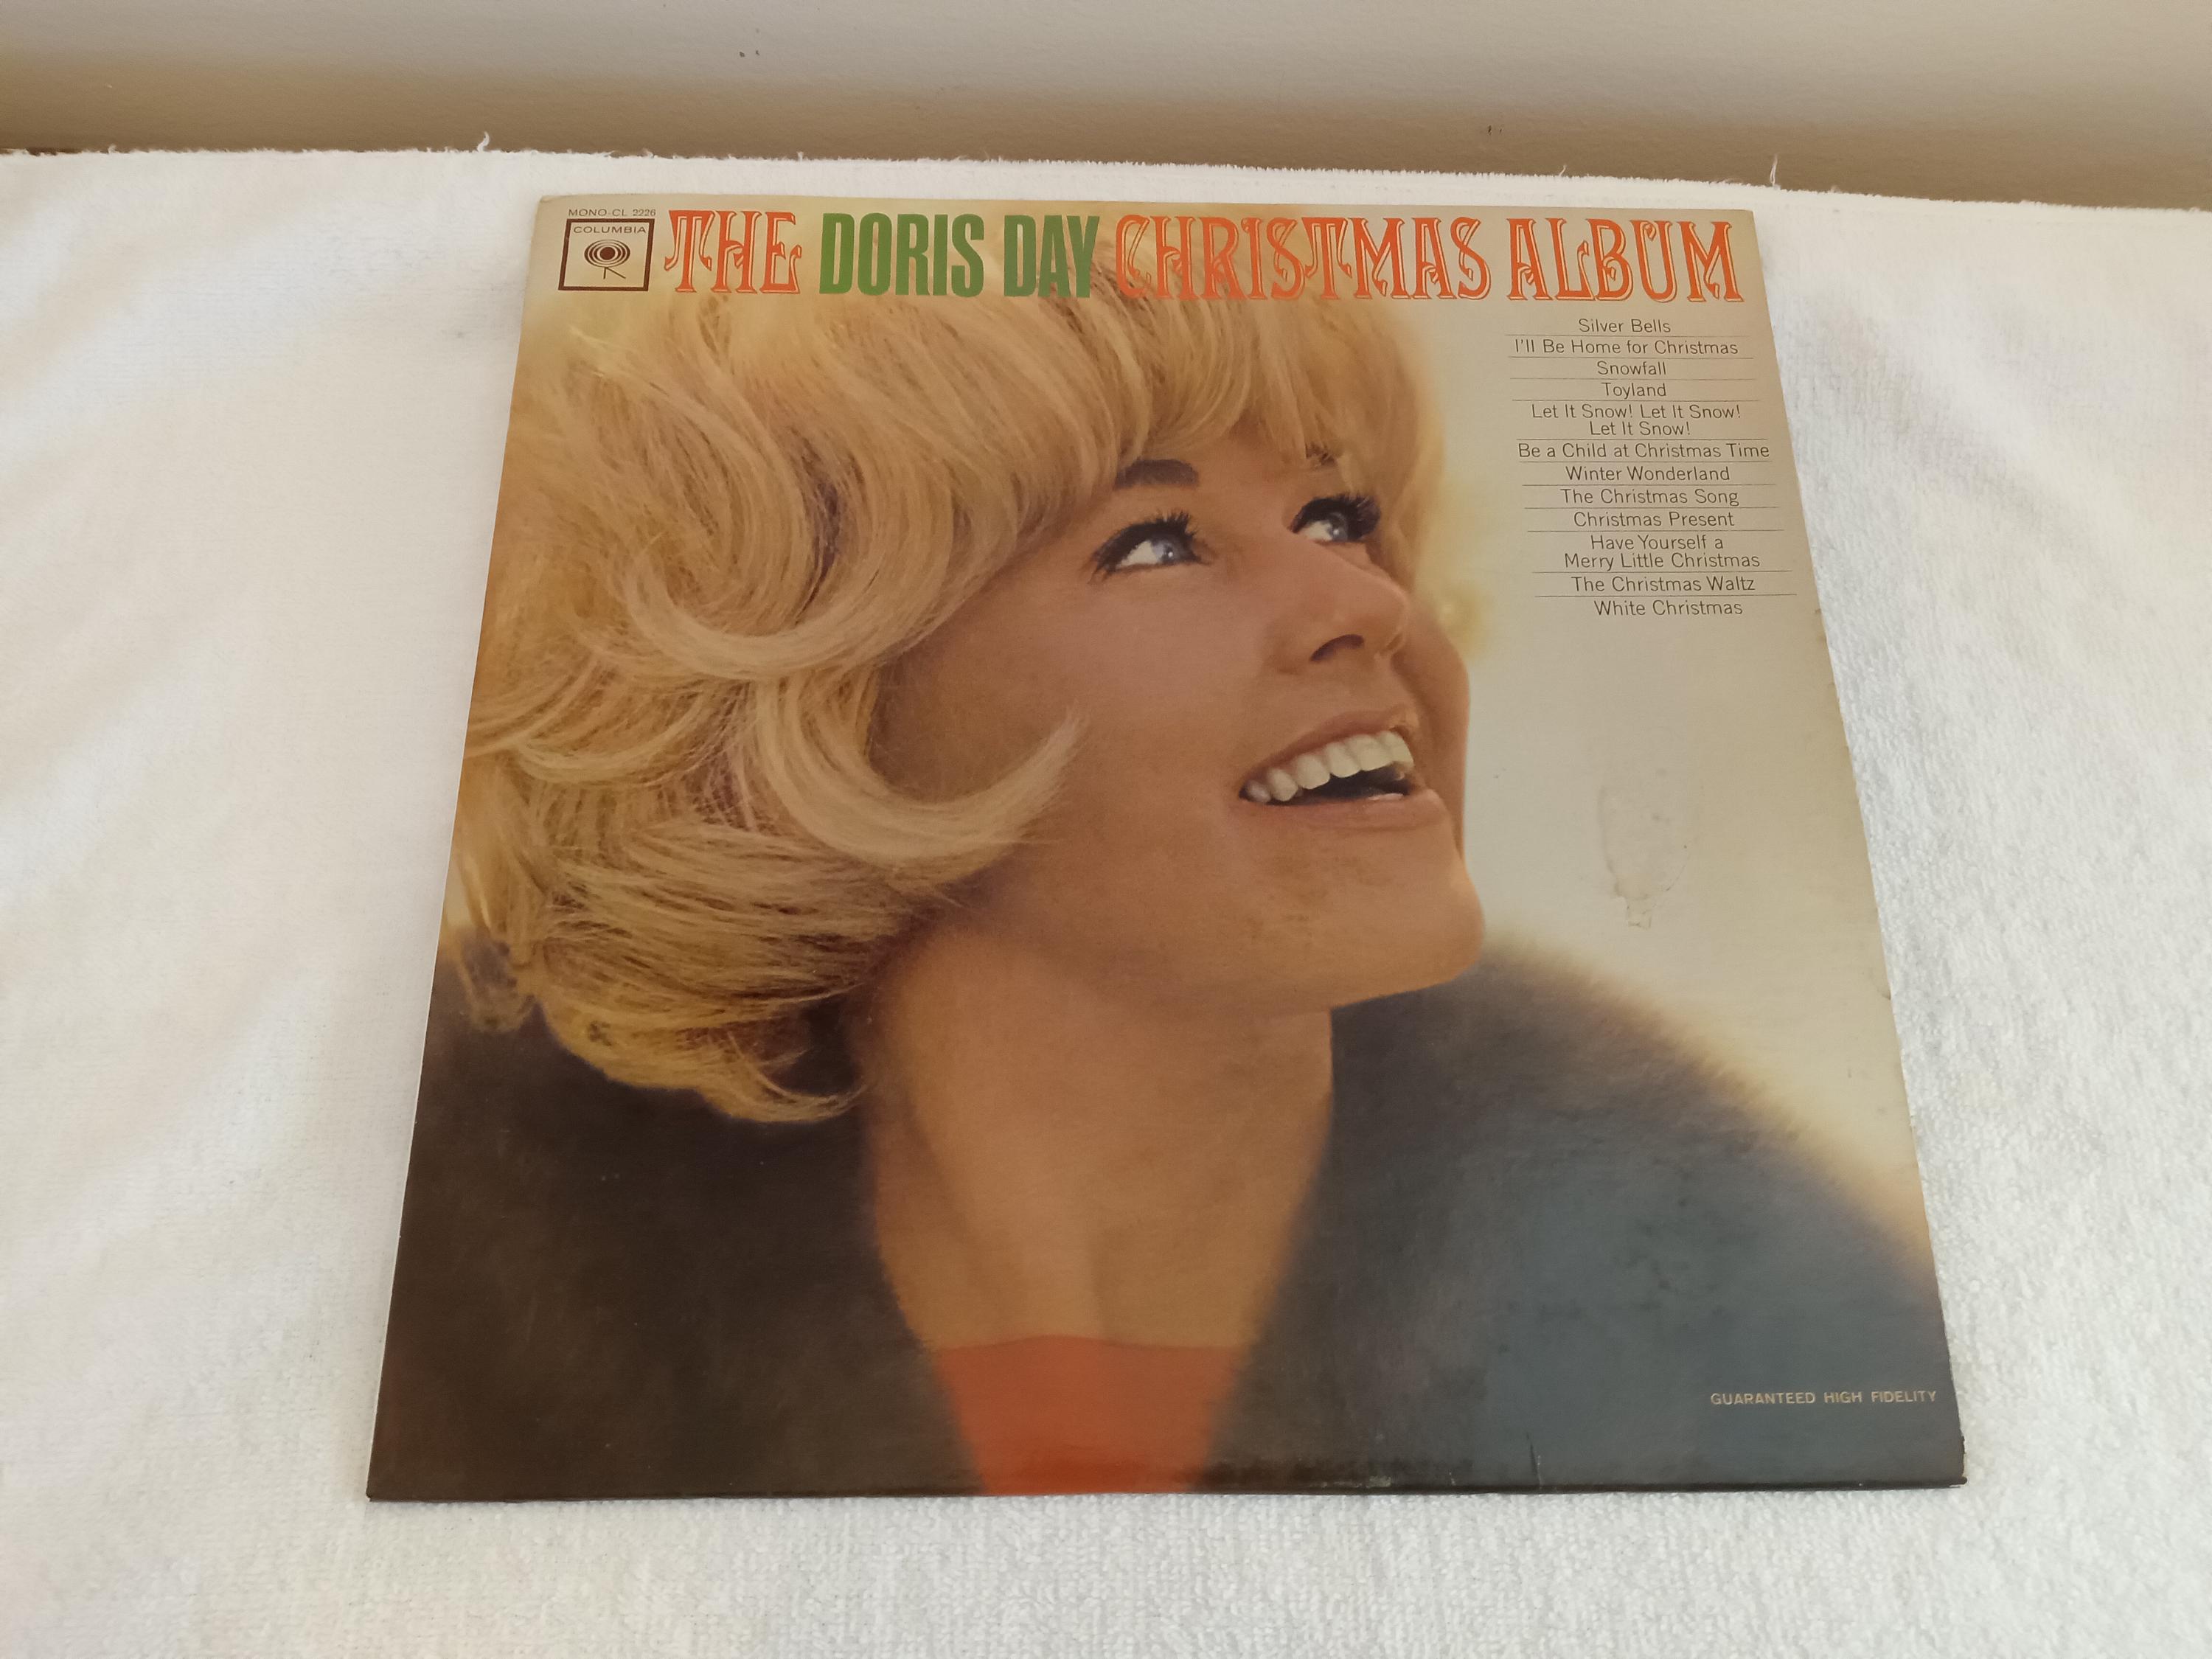 MONO-CL 2226
COLUMBIA
THE DORIS DAY CHRISTMAS ALBUM
Silver Bells
I'll Be Home for Christmas
Snowfall
Toyland
Let It Snow! Let It Snow!
Let It Snow!
Be a Child at Christmas Time
Winter Wonderland
The Christmas Song
Christmas Present
Have Yourself a
Merry Little Christmas
The Christmas Waltz
White Christmas
GUARANTEED HIGH FIDELITY